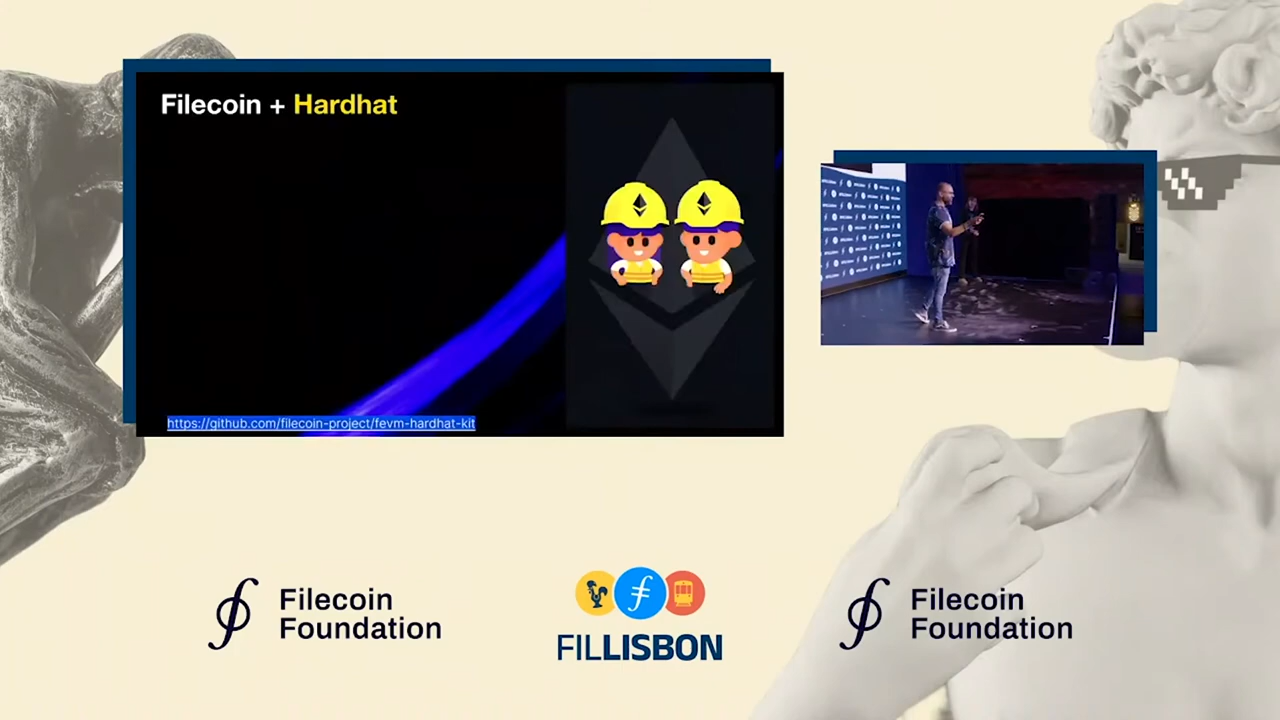 Filecoin + Hardhat
https://github.com/filecoin-project/fevm-hardhat-kit
Filecoin
Foundation
FILLISBON
Filecoin
Foundation